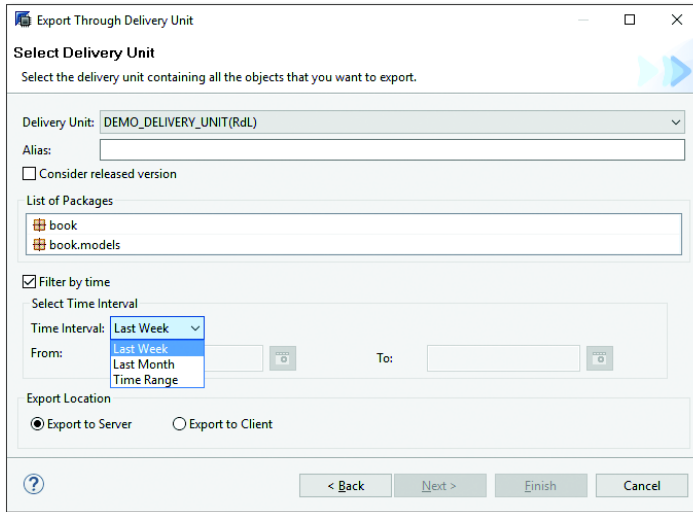 Export Through Delivery Unit
Select Delivery Unit
Select the delivery unit containing all the objects that you want to export.
Delivery Unit: DEMO_DELIVERY_UNIT(RdL)
Alias:
Consider released version
List of Packages
book
book.models
Filter by time
Select Time Interval
Time Interval: Last Week
From: To:
Last Week
Last Month
Time Range
Export Location
Export to Server Export to Client
? < Back Next > Finish Cancel